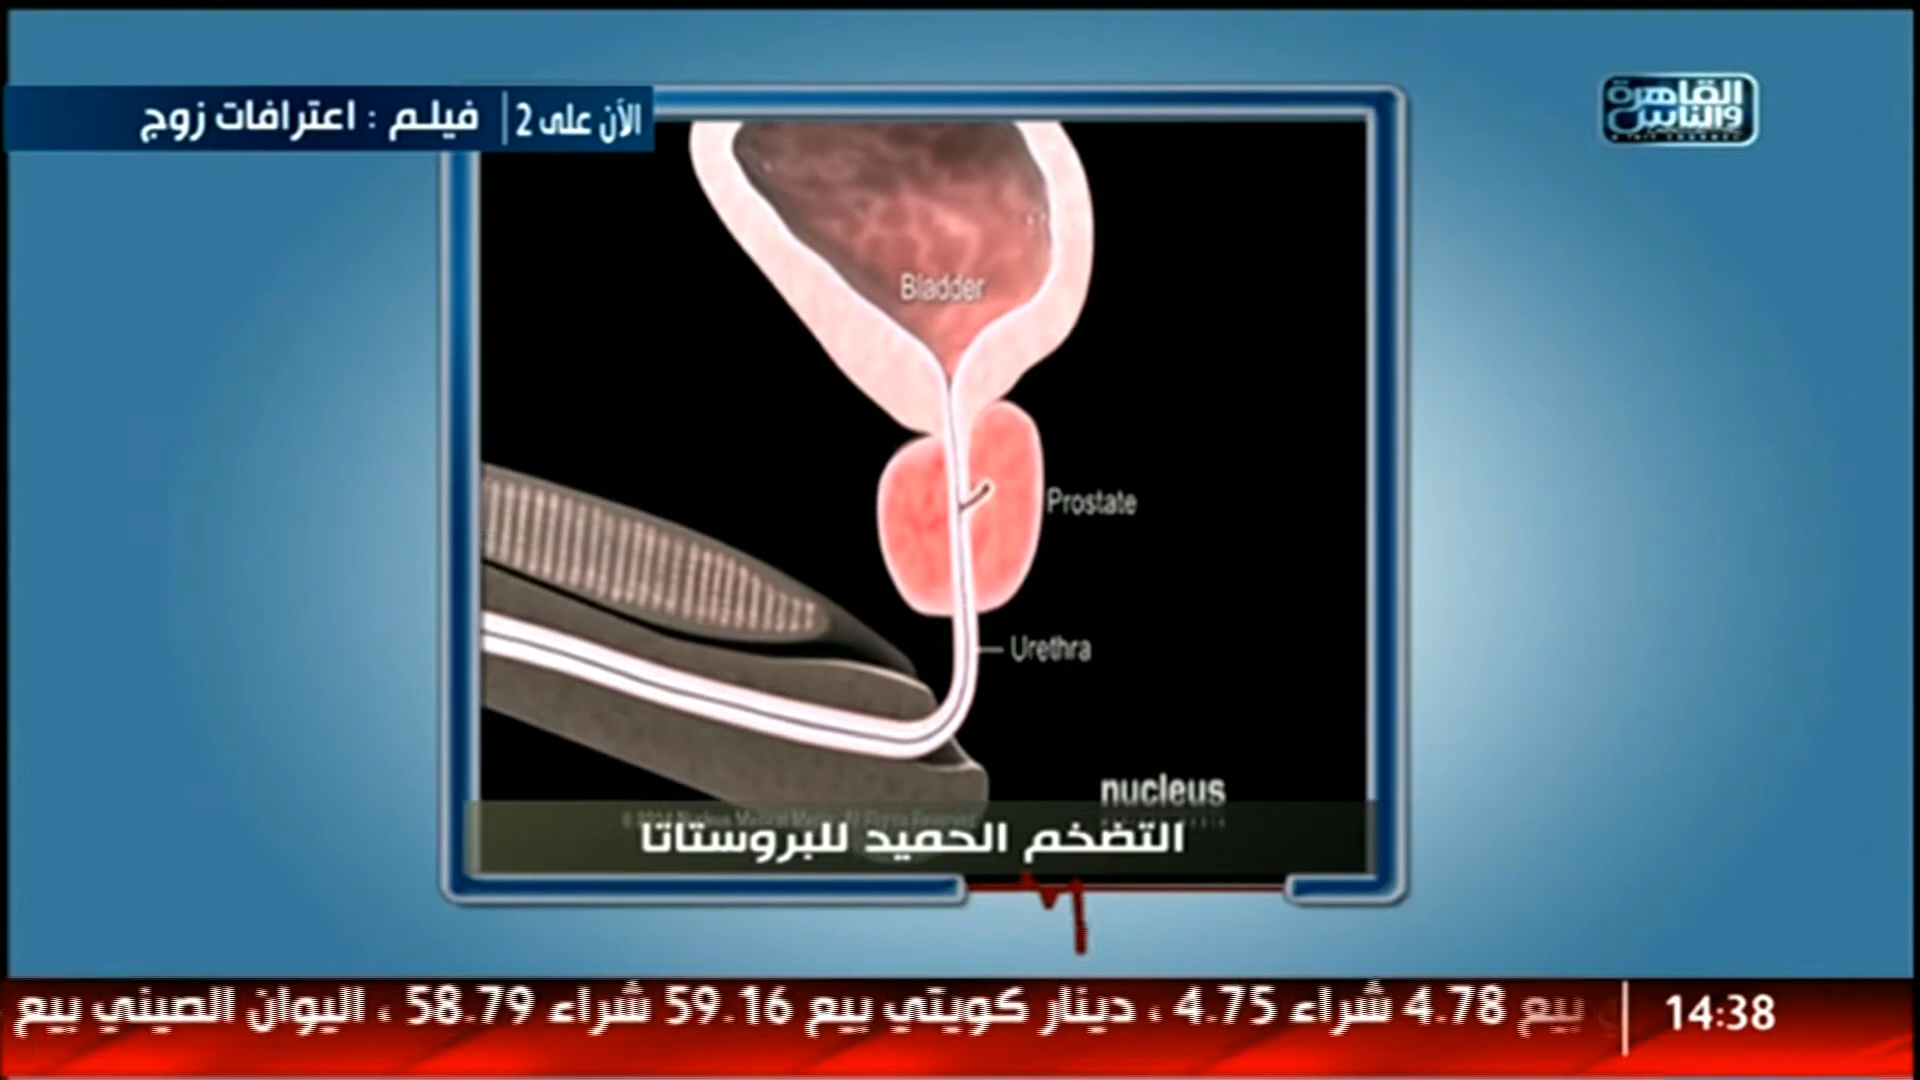 القاهرة
والناس
الآن على 2 | فيلم : اعترافات زوج
Bladder
Prostate
Urethra
nucleus
التضخم الحميد للبروستاتا
14:38
بيع 4.78 شراء 4.75 ، دينار كويتي بيع 59.16 شراء 58.79 ، اليوان الصيني بيع